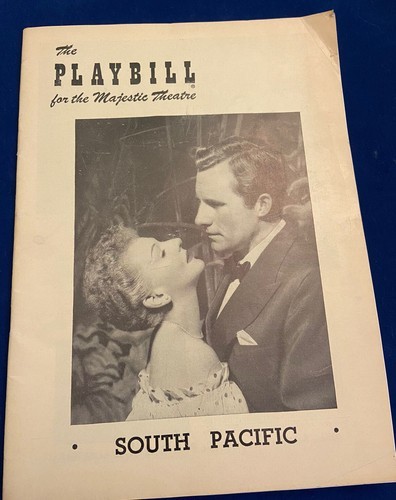 The
PLAYBILL
for the Majestic Theatre
• SOUTH PACIFIC •